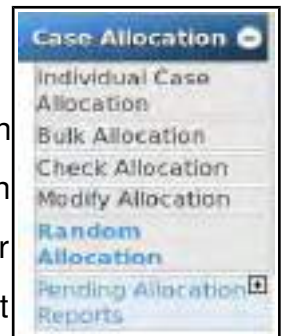 Case Allocation
Individual Case
Allocation
n
Bulk Allocation
Check Allocation
n
Modify Allocation
Random
r
Allocation
Pending Allocation
t
Reports